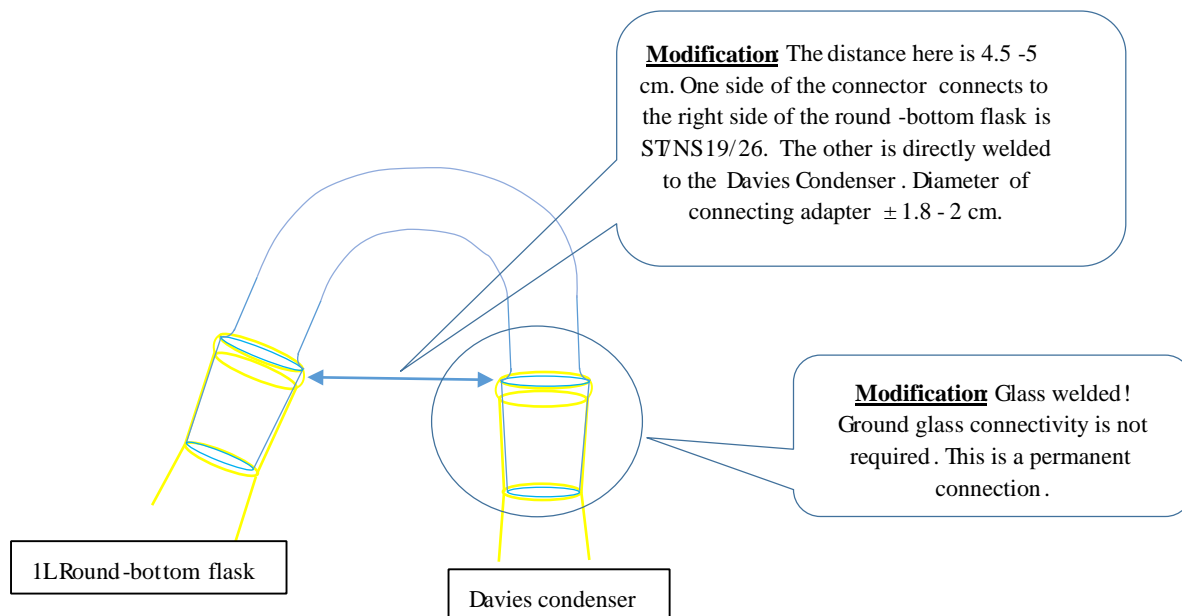 Modification: The distance here is 4.5 -5
cm. One side of the connector connects to
the right side of the round -bottom flask is
ST/NS19/26. The other is directly welded
to the Davies Condenser . Diameter of
connecting adapter ± 1.8 - 2 cm.
Modification: Glass welded!
Ground glass connectivity is not
required . This is a permanent
connection .
1L Round-bottom flask
Davies condenser